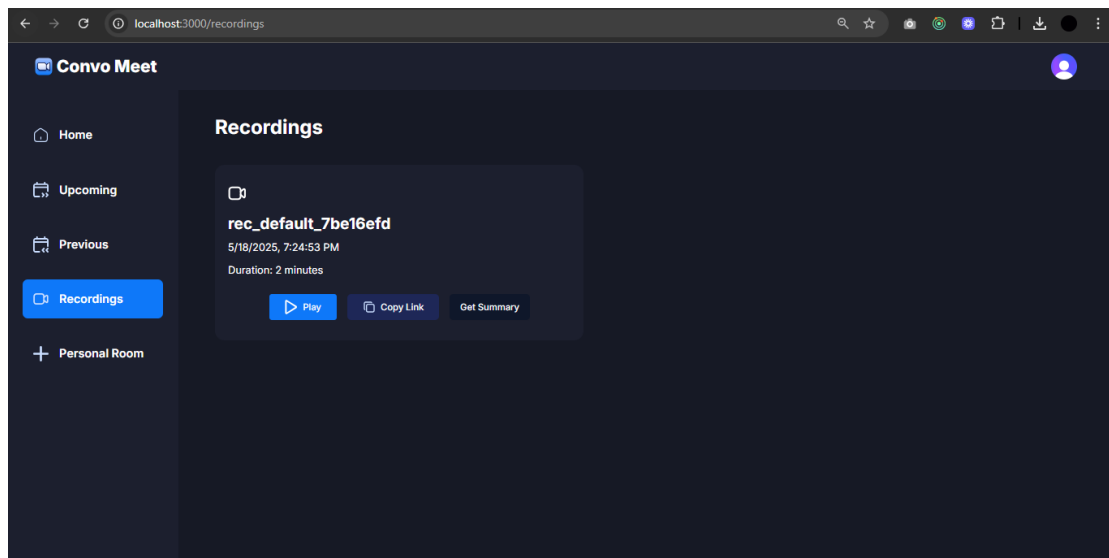 localhost:3000/recordings
Convo Meet
Home
Upcoming
Previous
Recordings
Personal Room
Recordings
rec_default_7be16efd
5/18/2025, 7:24:53 PM
Duration: 2 minutes
Play
Copy Link
Get Summary